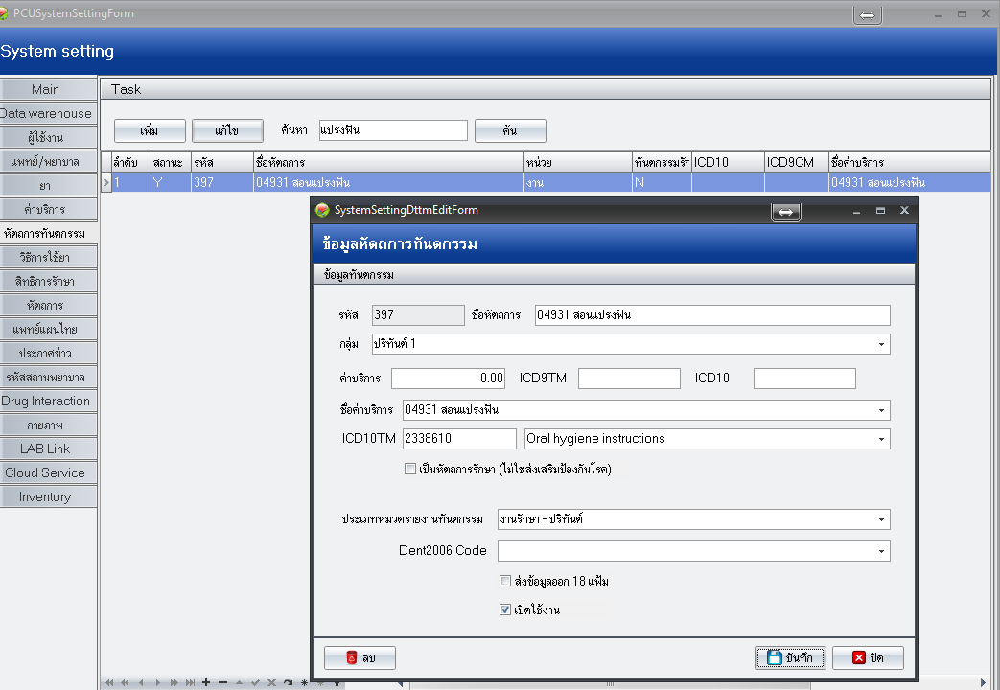 PCUSystemSettingForm
System setting
Main
Data warehouse
ผู้ใช้งาน
แพทย์/พยาบาล
ยา
ค่าบริการ
หัตถการทันตกรรม
วิธีการใช้ยา
สิทธิการรักษา
หัตถการ
แพทย์แผนไทย
ประกาศข่าว
รหัสสถานพยาบาล
Drug Interaction
กายภาพ
LAB Link
Cloud Service
Inventory
Task
เพิ่ม แก้ไข ค้นหา แปรงฟัน ค้น
ลำดับ สถานะ รหัส ชื่อหัตถการ หน่วย ทันตกรรมรั ICD10 ICD9CM ชื่อค่าบริการ
1 Y 397 04931 สอนแปรงฟัน งาน N 04931 สอนแปรงฟัน
SystemSettingDttmEditForm
ข้อมูลหัตถการทันตกรรม
ข้อมูลทันตกรรม
รหัส 397 ชื่อหัตถการ 04931 สอนแปรงฟัน
กลุ่ม ปริทันต์ 1
ค่าบริการ 0.00 ICD9TM ICD10
ชื่อค่าบริการ 04931 สอนแปรงฟัน
ICD10TM 2338610 Oral hygiene instructions
เป็นหัตถการรักษา (ไม่ใช่ส่งเสริมป้องกันโรค)
ประเภทหมวดรายงานทันตกรรม งานรักษา - ปริทันต์
Dent2006 Code
ส่งข้อมูลออก 18 แฟ้ม
เปิดใช้งาน
ลบ บันทึก ปิด